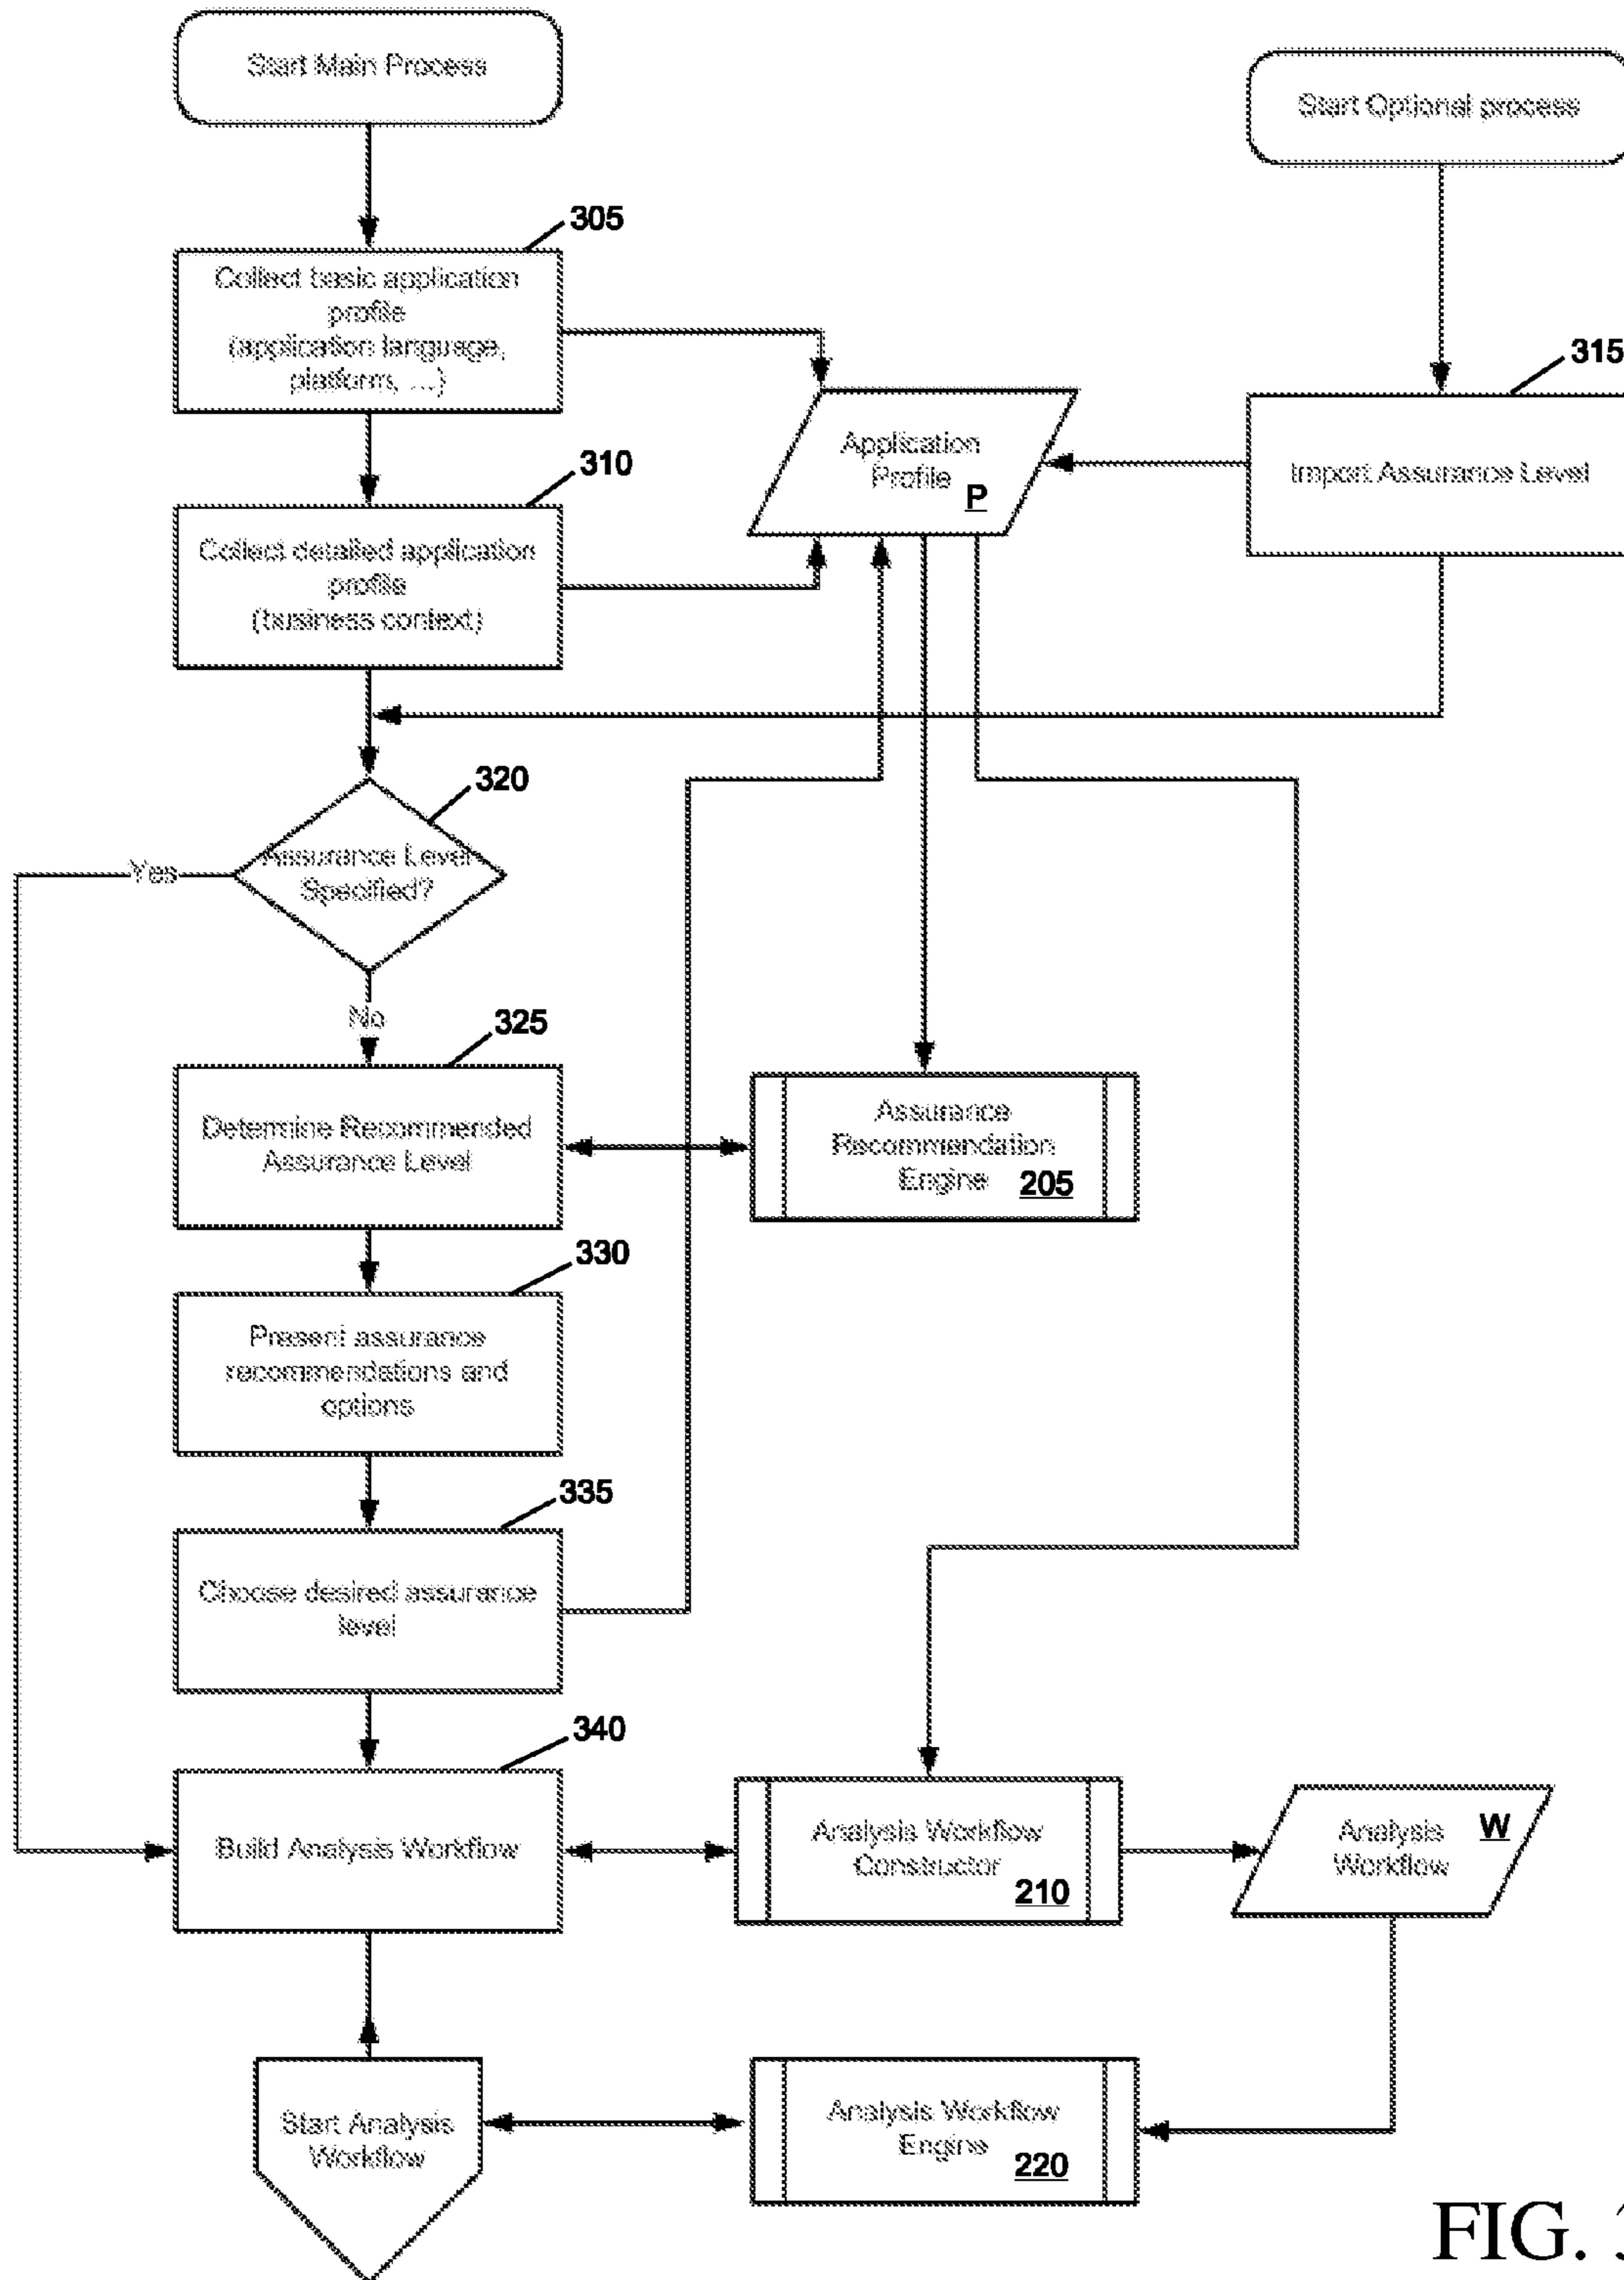 Start Main Process
Start Optional process
305
Collect basic application
profile
(application language,
platform, ...)
315
310
Application
Profile
P
Import Assurance Level
Collect detailed application
profile
(business context)
320
Assurance Level
Specified?
Yes
No
325
Determine Recommended
Assurance Level
Assurance
Recommendation
Engine
205
330
Present assurance
recommendations and
options
335
Choose desired assurance
level
340
Build Analysis Workflow
Analysis Workflow
Constructor
210
Analysis
Workflow
W
Start Analysis
Workflow
Analysis Workflow
Engine
220
FIG.